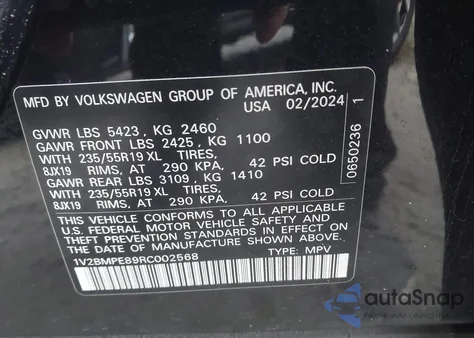 MFD BY VOLKSWAGEN GROUP OF AMERICA, INC.
USA 02/2024
GVWR LBS 5423 , KG 2460
GAWR FRONT LBS 2425 , KG 1100
WITH 235/55R19 XL TIRES,
8JX19 RIMS, AT 290 KPA, 42 PSI COLD
GAWR REAR LBS 3109 , KG 1410
WITH 235/55R19 XL TIRES,
8JX19 RIMS, AT 290 KPA, 42 PSI COLD
THIS VEHICLE CONFORMS TO ALL APPLICABLE
U.S. FEDERAL MOTOR VEHICLE SAFETY AND
THEFT PREVENTION STANDARDS IN EFFECT ON
THE DATE OF MANUFACTURE SHOWN ABOVE.
1V2BMPE89RC002568 TYPE: MPV
0650236 1
autoSnap